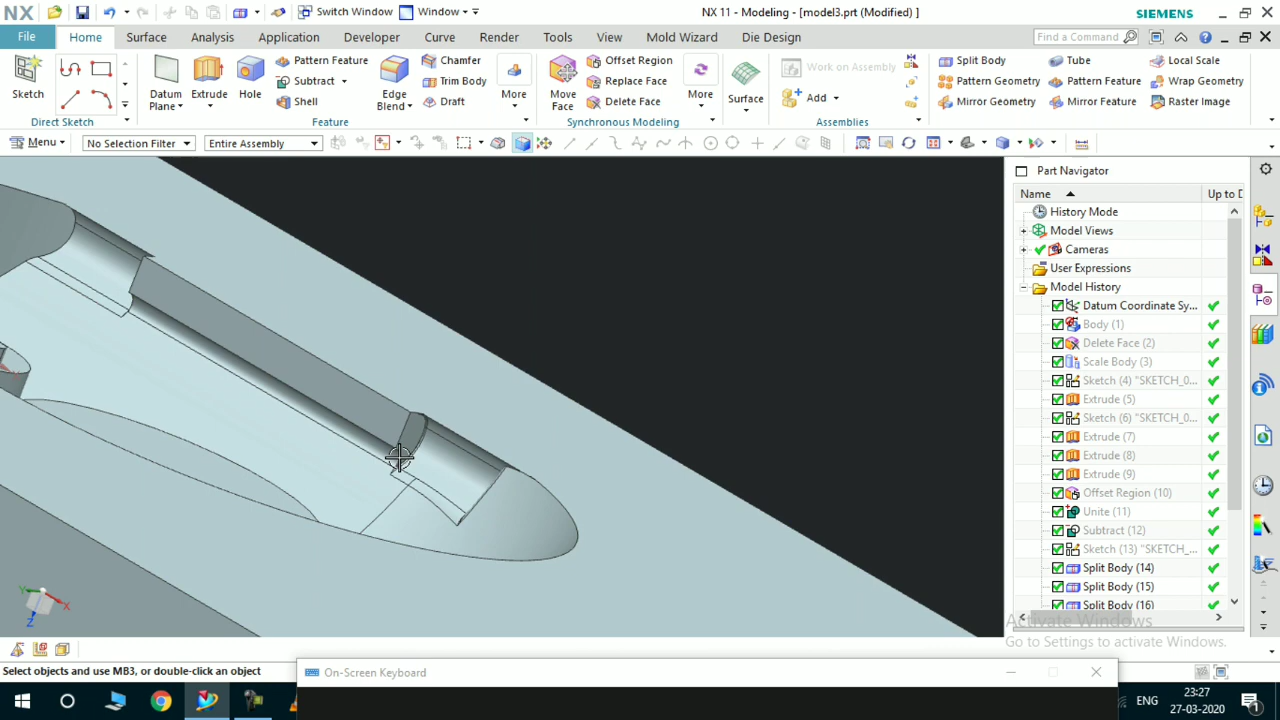 NX
Switch Window
Window
NX 11 - Modeling - [model3.prt (Modified) ]
SIEMENS
File
Home
Surface
Analysis
Application
Developer
Curve
Render
Tools
View
Mold Wizard
Die Design
Find a Command
Sketch
Direct Sketch
Datum
Plane
Extrude
Hole
Pattern Feature
Subtract
Shell
Edge
Blend
Chamfer
Trim Body
Draft
More
Feature
Move
Face
Offset Region
Replace Face
Delete Face
More
Synchronous Modeling
Surface
Work on Assembly
Add
Assemblies
Split Body
Pattern Geometry
Mirror Geometry
Tube
Pattern Feature
Mirror Feature
Local Scale
Wrap Geometry
Raster Image
Menu
No Selection Filter
Entire Assembly
Part Navigator
Name
Up to D
History Mode
Model Views
Cameras
User Expressions
Model History
Datum Coordinate Sy...
Body (1)
Delete Face (2)
Scale Body (3)
Sketch (4) "SKETCH_0...
Extrude (5)
Sketch (6) "SKETCH_0...
Extrude (7)
Extrude (8)
Extrude (9)
Offset Region (10)
Unite (11)
Subtract (12)
Sketch (13) "SKETCH_...
Split Body (14)
Split Body (15)
Split Body (16)
Activate Windows
Go to Settings to activate Windows.
Y
X
Z
Select objects and use MB3, or double-click an object
On-Screen Keyboard
ENG
23:27
27-03-2020
1